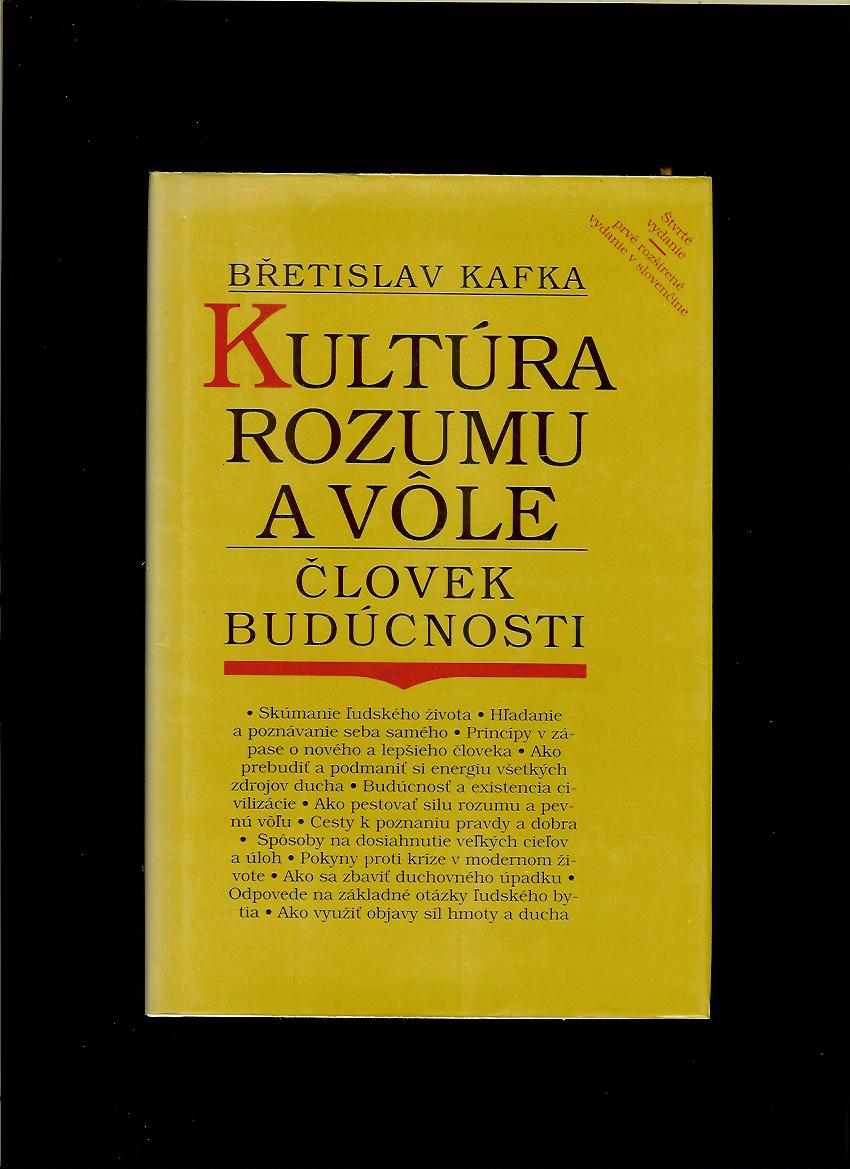 Štvrté
vydanie
prvé rozšírené
vydanie v slovenčine
BŘETISLAV KAFKA
KULTÚRA
ROZUMU
A VÔLE
ČLOVEK
BUDÚCNOSTI
• Skúmanie ľudského života • Hľadanie
a poznávanie seba samého • Princípy v zá-
pase o nového a lepšieho človeka • Ako
prebudiť a podmaniť si energiu všetkých
zdrojov ducha • Budúcnosť a existencia ci-
vilizácie • Ako pestovať silu rozumu a pev-
nú vôľu • Cesty k poznaniu pravdy a dobra
• Spôsoby na dosiahnutie veľkých cieľov
a úloh • Pokyny proti kríze v modernom ži-
vote • Ako sa zbaviť duchovného úpadku •
Odpovede na základné otázky ľudského by-
tia • Ako využiť objavy síl hmoty a ducha